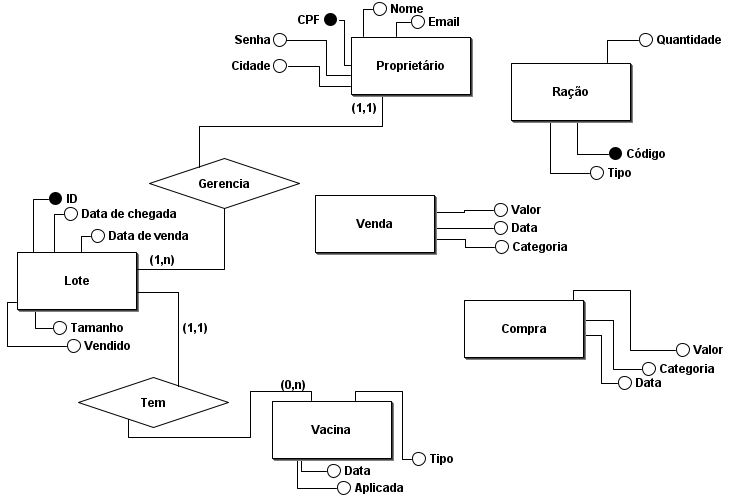 Nome
CPF
Email
Senha
Quantidade
Cidade
Proprietário
Ração
(1,1)
Código
Tipo
Gerencia
ID
Data de chegada
Valor
Venda
Data
Data de venda
Categoria
(1,n)
Lote
Tamanho
(1,1)
Compra
Vendido
Valor
Categoria
Data
(0,n)
Tem
Vacina
Tipo
Data
Aplicada